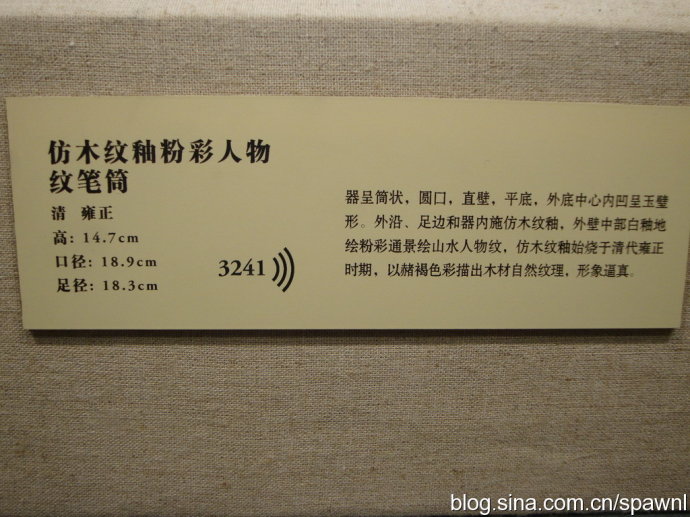 仿木纹釉粉彩人物
纹笔筒
清 雍正
高: 14.7cm
口径: 18.9cm
足径: 18.3cm
3241
器呈筒状，圆口，直壁，平底，外底中心内凹呈玉璧
形。外沿、足边和器内施仿木纹釉，外壁中部白釉地
绘粉彩通景绘山水人物纹，仿木纹釉始烧于清代雍正
时期，以赭褐色彩描出木材自然纹理，形象逼真。
blog.sina.com.cn/spawnl